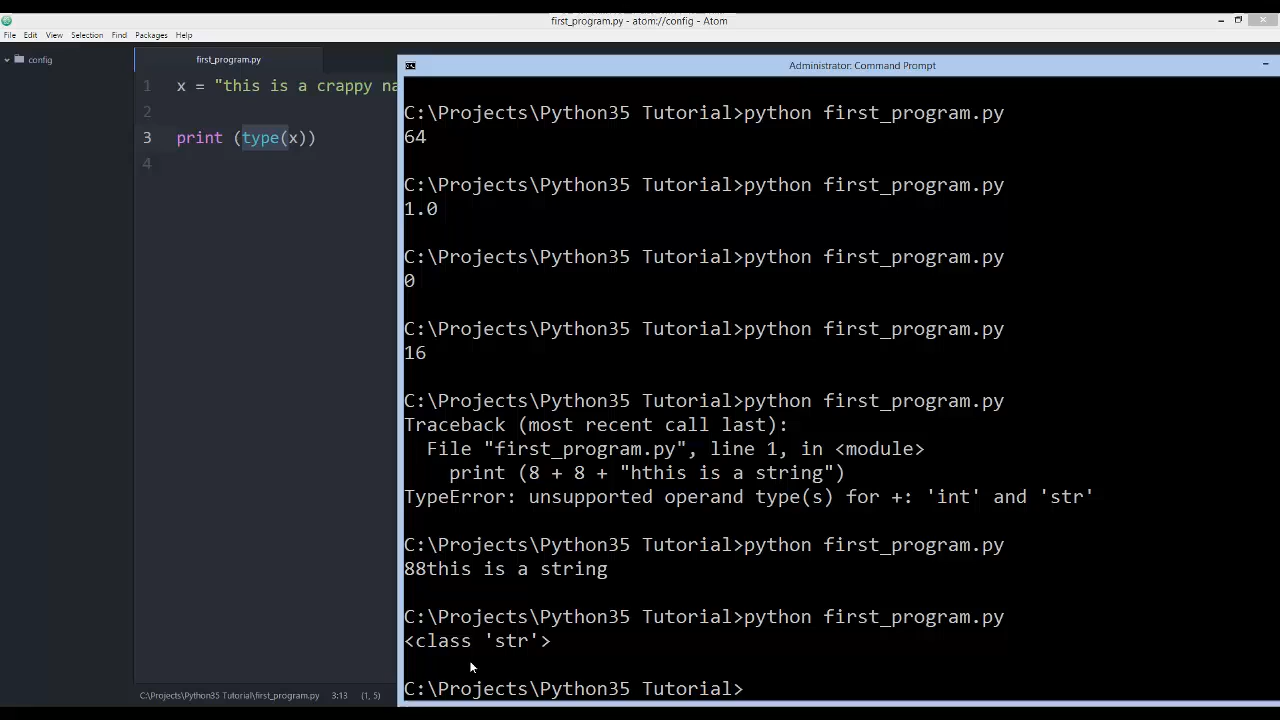 first_program.py - atom://config - Atom
File Edit View Selection Find Packages Help
config
first_program.py
1 x = "this is a crappy na
2
3 print (type(x))
4
C:\Projects\Python35 Tutorial\first_program.py 3:13 (1, 5)
Administrator: Command Prompt
C:\Projects\Python35 Tutorial>python first_program.py
64
C:\Projects\Python35 Tutorial>python first_program.py
1.0
C:\Projects\Python35 Tutorial>python first_program.py
0
C:\Projects\Python35 Tutorial>python first_program.py
16
C:\Projects\Python35 Tutorial>python first_program.py
Traceback (most recent call last):
  File "first_program.py", line 1, in <module>
    print (8 + 8 + "hthis is a string")
TypeError: unsupported operand type(s) for +: 'int' and 'str'
C:\Projects\Python35 Tutorial>python first_program.py
88this is a string
C:\Projects\Python35 Tutorial>python first_program.py
<class 'str'>
C:\Projects\Python35 Tutorial>